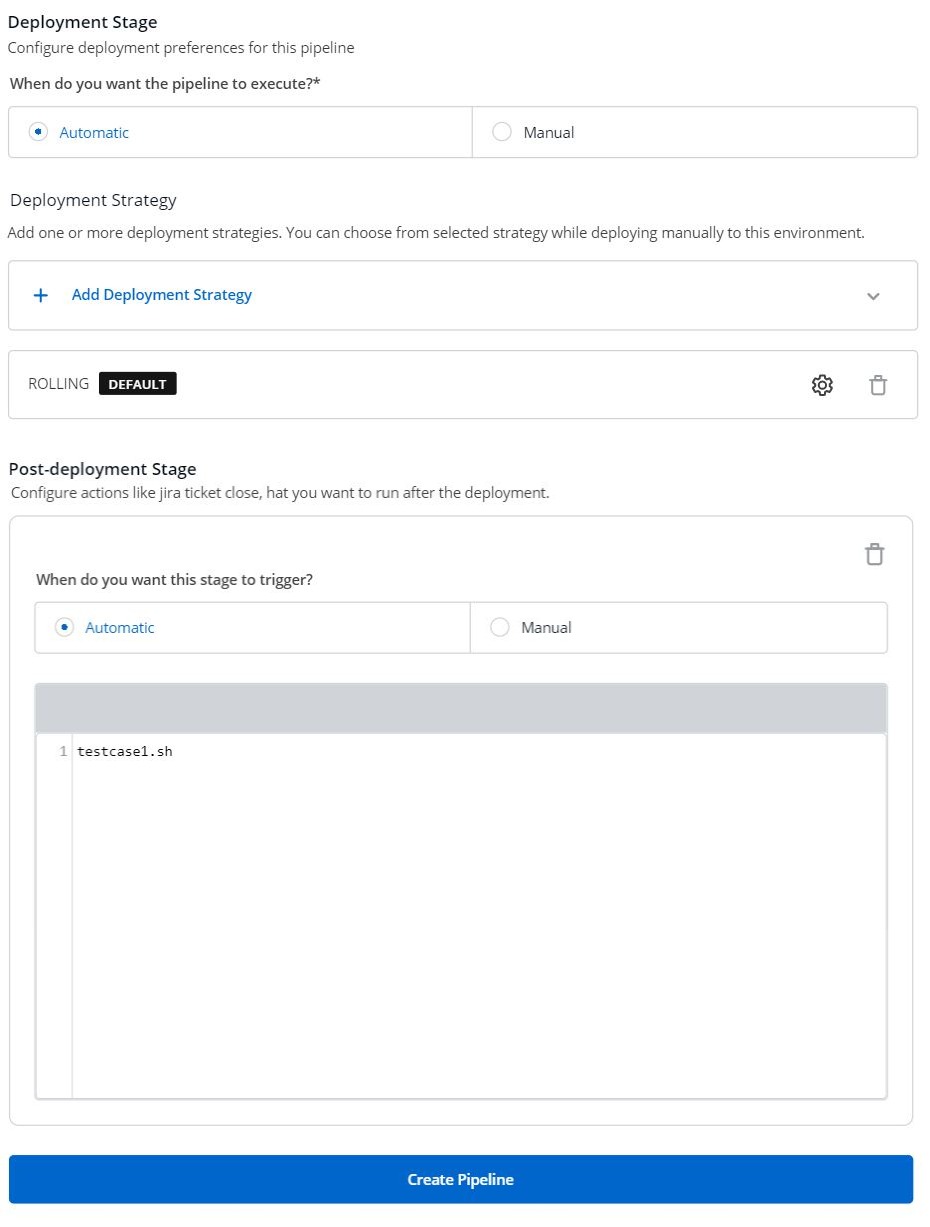 Deployment Stage
Configure deployment preferences for this pipeline
When do you want the pipeline to execute?*
Automatic
Manual
Deployment Strategy
Add one or more deployment strategies. You can choose from selected strategy while deploying manually to this environment.
+ Add Deployment Strategy
ROLLING DEFAULT
Post-deployment Stage
Configure actions like jira ticket close, hat you want to run after the deployment.
When do you want this stage to trigger?
Automatic
Manual
1 testcase1.sh
Create Pipeline